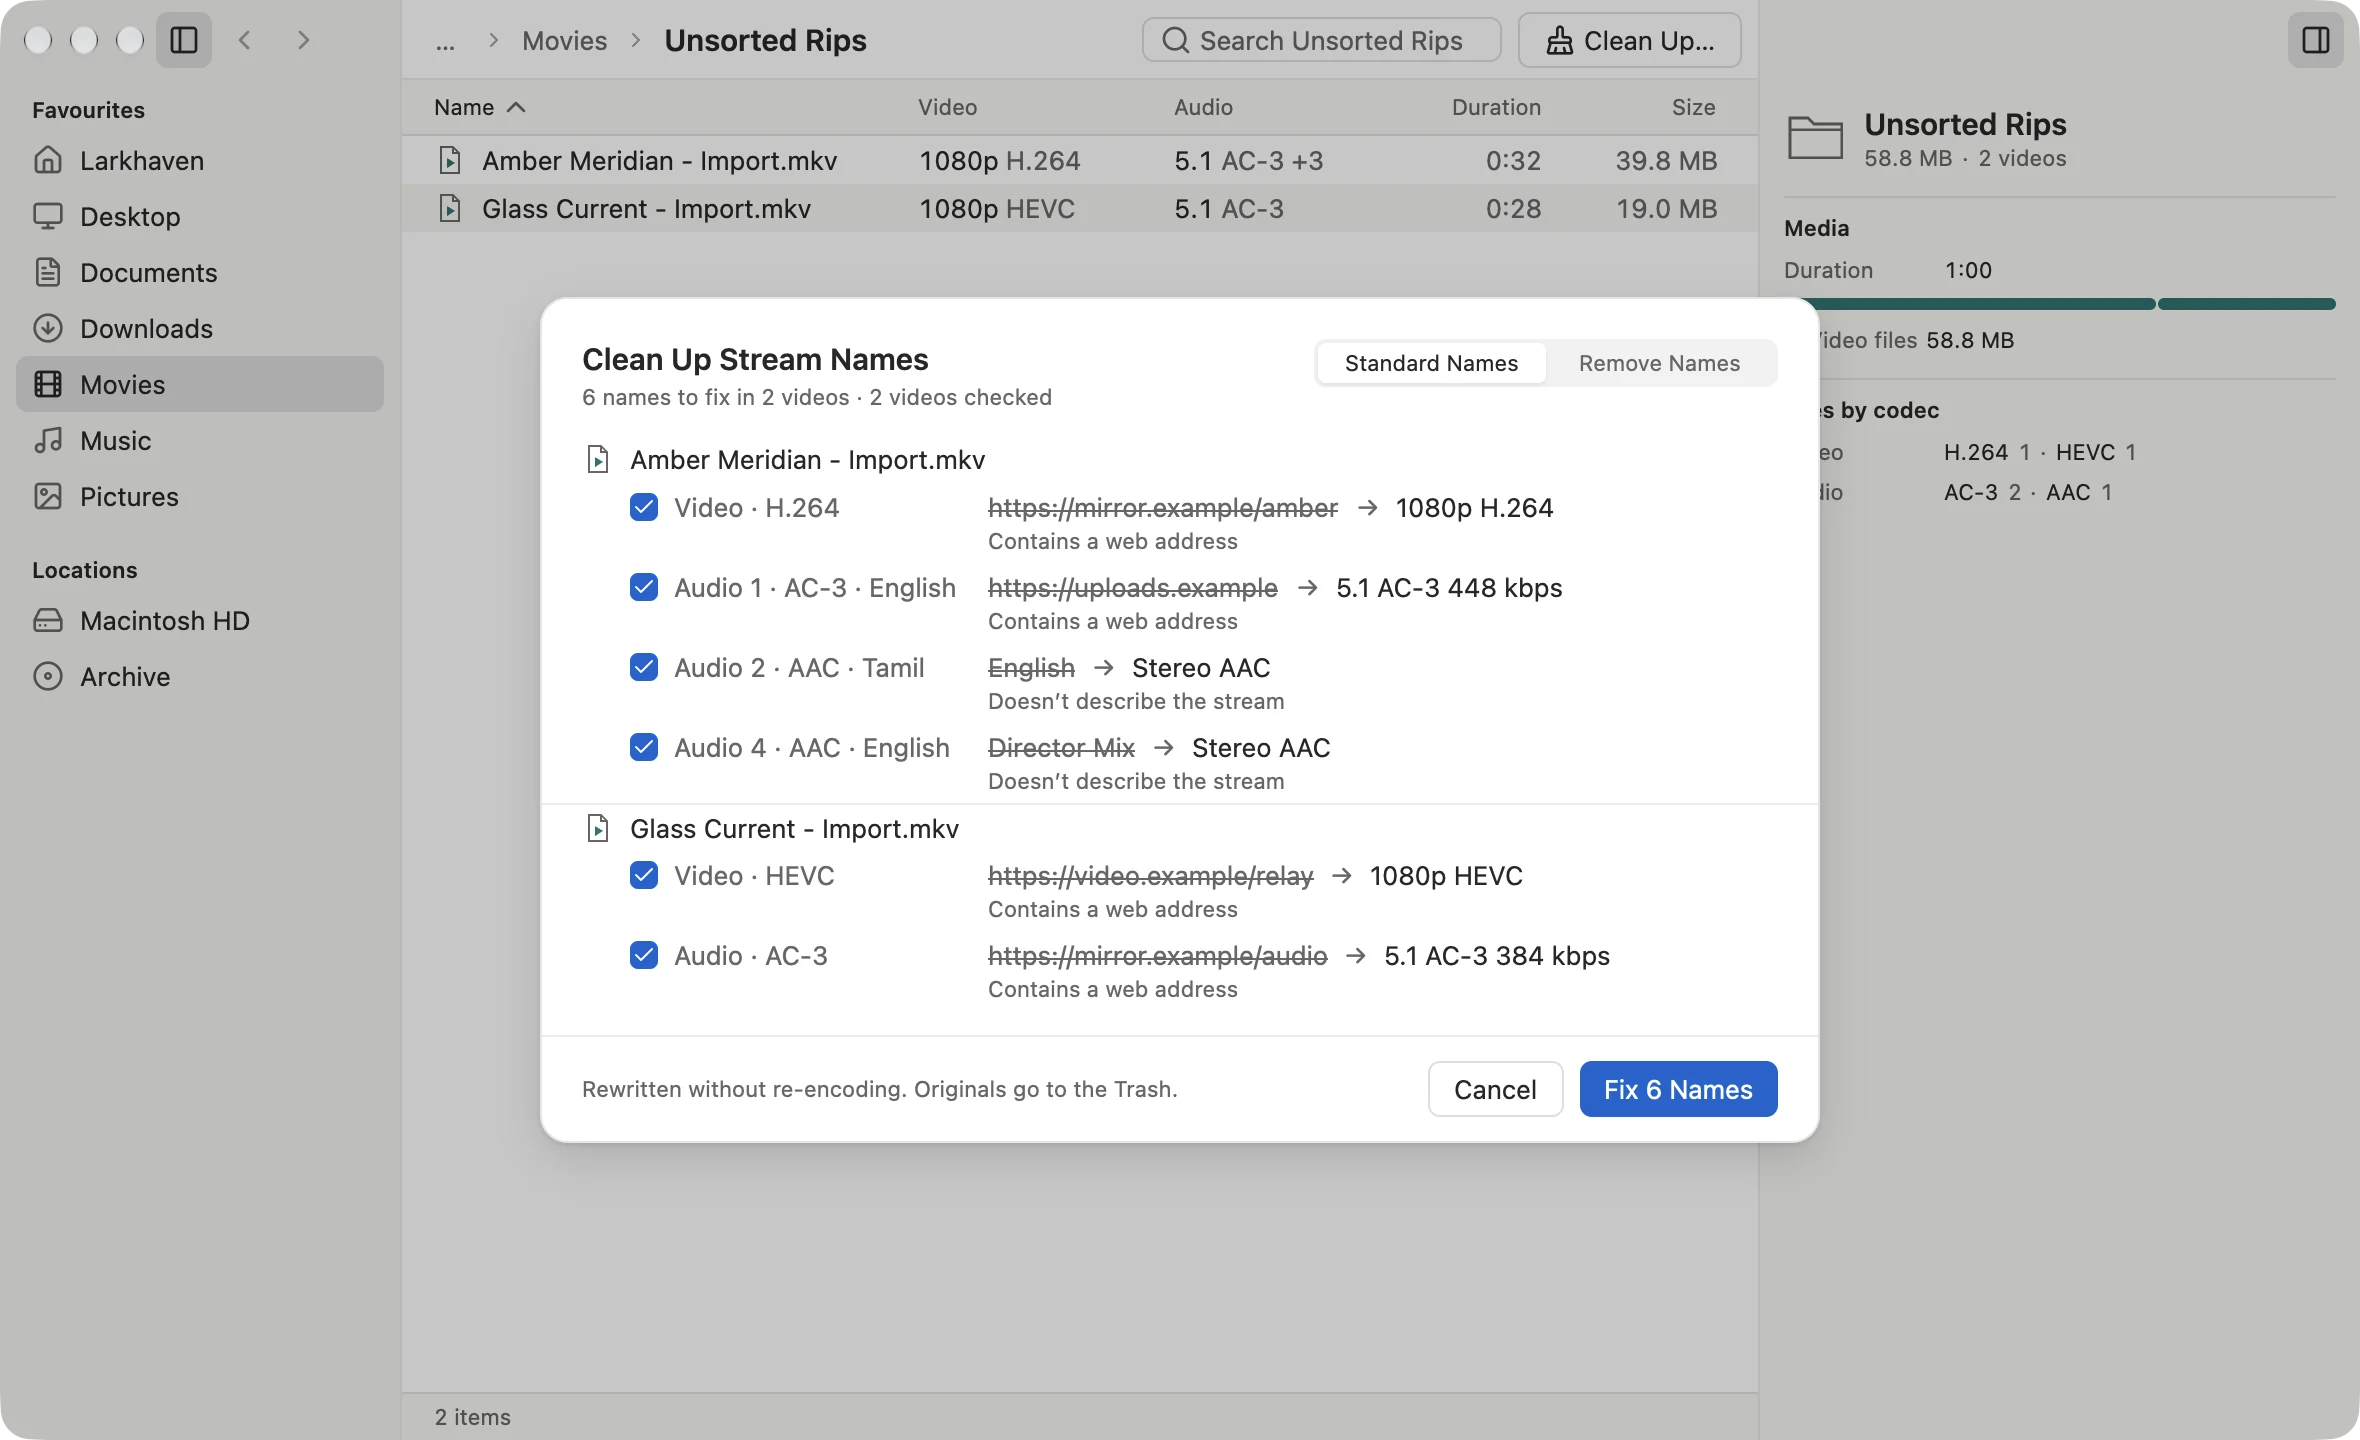 ... > Movies > Unsorted Rips
Search Unsorted Rips
Clean Up...
Favourites
Larkhaven
Desktop
Documents
Downloads
Movies
Music
Pictures
Locations
Macintosh HD
Archive
Name Video Audio Duration Size
Amber Meridian - Import.mkv 1080p H.264 5.1 AC-3 +3 0:32 39.8 MB
Glass Current - Import.mkv 1080p HEVC 5.1 AC-3 0:28 19.0 MB
Clean Up Stream Names
6 names to fix in 2 videos · 2 videos checked
Standard Names Remove Names
Amber Meridian - Import.mkv
Video · H.264 https://mirror.example/amber → 1080p H.264
Contains a web address
Audio 1 · AC-3 · English https://uploads.example → 5.1 AC-3 448 kbps
Contains a web address
Audio 2 · AAC · Tamil English → Stereo AAC
Doesn’t describe the stream
Audio 4 · AAC · English Director Mix → Stereo AAC
Doesn’t describe the stream
Glass Current - Import.mkv
Video · HEVC https://video.example/relay → 1080p HEVC
Contains a web address
Audio · AC-3 https://mirror.example/audio → 5.1 AC-3 384 kbps
Contains a web address
Rewritten without re-encoding. Originals go to the Trash.
Cancel
Fix 6 Names
2 items
Unsorted Rips
58.8 MB · 2 videos
Media
Duration 1:00
files 58.8 MB
by codec
H.264 1 · HEVC 1
AC-3 2 · AAC 1